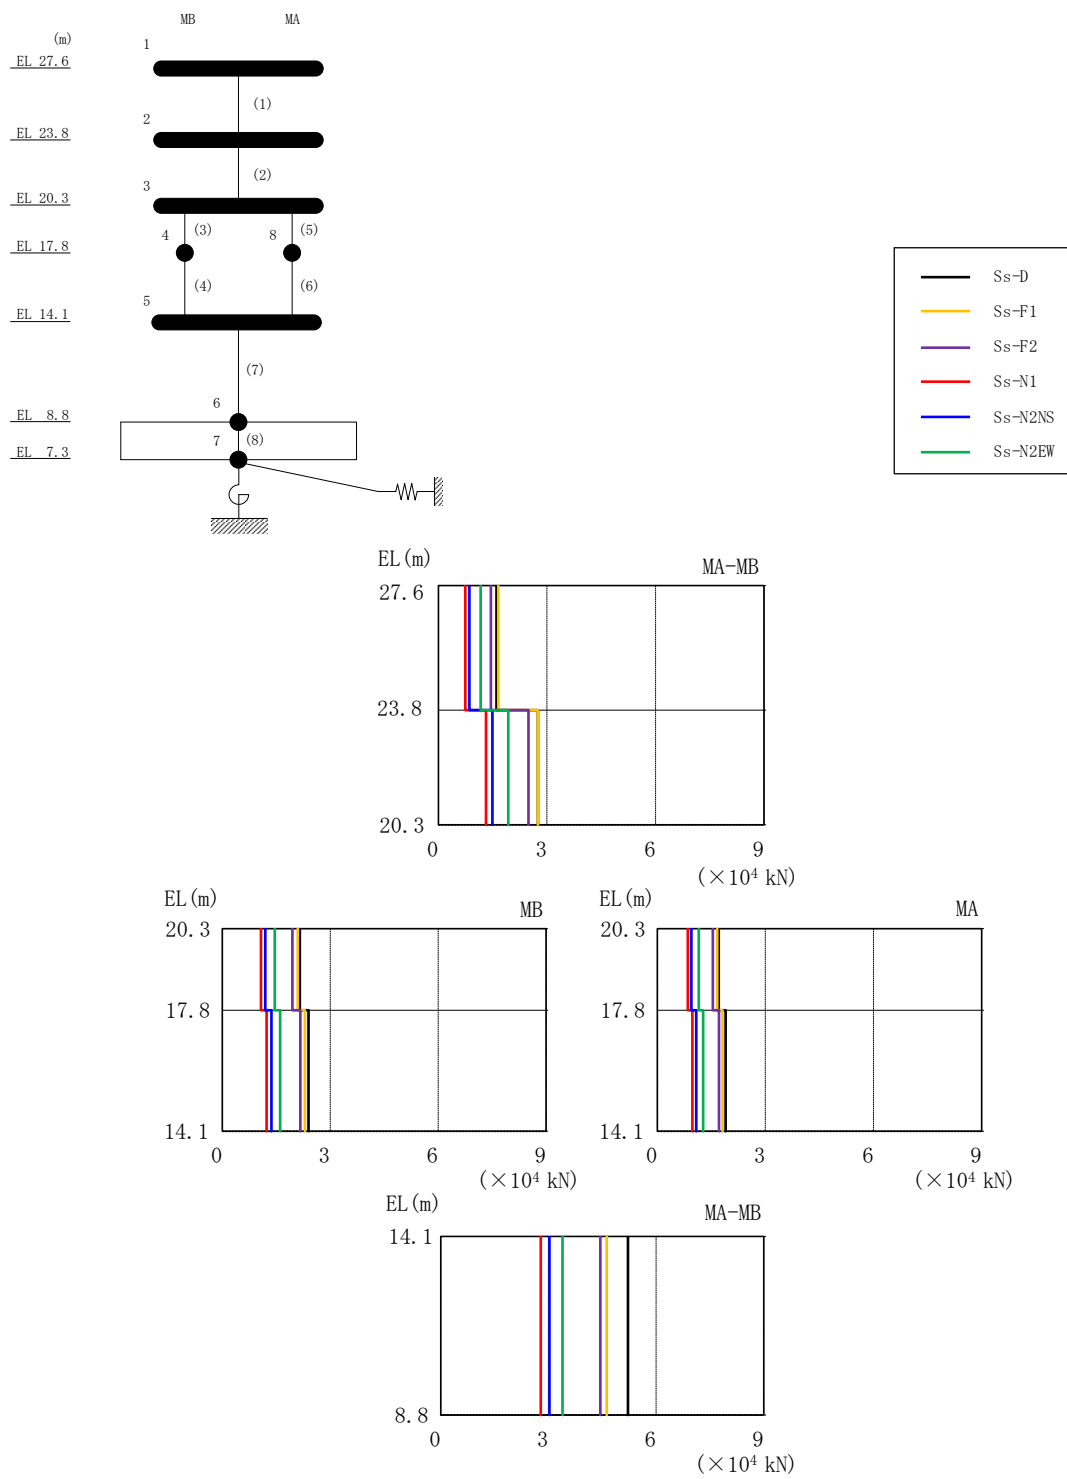 MB MA
(m)
1
EL 27.6
(1)
2
EL 23.8
(2)
3
EL 20.3
(3) (5)
4 8
EL 17.8
(4) (6)
5
EL 14.1
(7)
6
EL 8.8
7 (8)
EL 7.3
Ss-D
Ss-F1
Ss-F2
Ss-N1
Ss-N2NS
Ss-N2EW
EL(m) MA-MB
27.6
23.8
20.3
0 3 6 9
(×10⁴ kN)
EL(m) MB
20.3
17.8
14.1
0 3 6 9
(×10⁴ kN)
EL(m) MA
20.3
17.8
14.1
0 3 6 9
(×10⁴ kN)
EL(m) MA-MB
14.1
8.8
0 3 6 9
(×10⁴ kN)